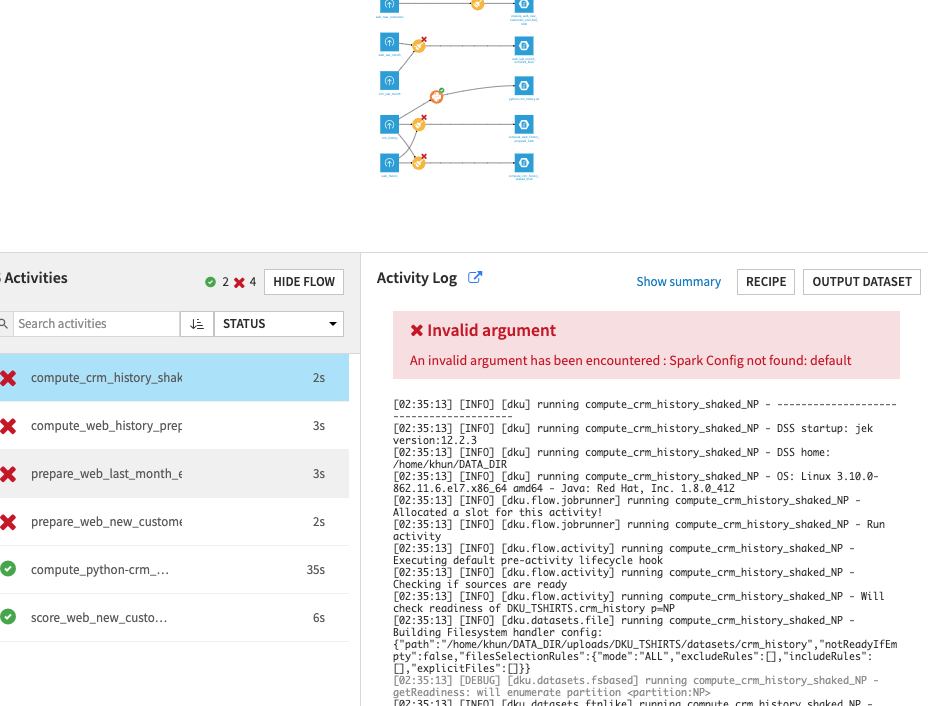 Activities
2
4
HIDE FLOW
Search activities
STATUS
compute_crm_history_shak
2s
compute_web_history_prep
3s
prepare_web_last_month_e
3s
prepare_web_new_custome
2s
compute_python-crm_...
35s
score_web_new_custo...
6s
Activity Log
Show summary
RECIPE
OUTPUT DATASET
Invalid argument
An invalid argument has been encountered : Spark Config not found: default
[02:35:13] [INFO] [dku] running compute_crm_history_shaked_NP - --------------------
--------------------
[02:35:13] [INFO] [dku] running compute_crm_history_shaked_NP - DSS startup: jek
version:12.2.3
[02:35:13] [INFO] [dku] running compute_crm_history_shaked_NP - DSS home:
/home/khun/DATA_DIR
[02:35:13] [INFO] [dku] running compute_crm_history_shaked_NP - OS: Linux 3.10.0-
862.11.6.el7.x86_64 amd64 - Java: Red Hat, Inc. 1.8.0_412
[02:35:13] [INFO] [dku.flow.jobrunner] running compute_crm_history_shaked_NP -
Allocated a slot for this activity!
[02:35:13] [INFO] [dku.flow.jobrunner] running compute_crm_history_shaked_NP - Run
activity
[02:35:13] [INFO] [dku.flow.activity] running compute_crm_history_shaked_NP -
Executing default pre-activity lifecycle hook
[02:35:13] [INFO] [dku.flow.activity] running compute_crm_history_shaked_NP -
Checking if sources are ready
[02:35:13] [INFO] [dku.flow.activity] running compute_crm_history_shaked_NP - Will
check readiness of DKU_TSHIRTS.crm_history p=NP
[02:35:13] [INFO] [dku.datasets.file] running compute_crm_history_shaked_NP -
Building Filesystem handler config:
{"path":"/home/khun/DATA_DIR/uploads/DKU_TSHIRTS/datasets/crm_history","notReadyIfEm
pty":false,"filesSelectionRules":{"mode":"ALL","excludeRules":[],"includeRules":
[],"explicitFiles":[]}}
[02:35:13] [DEBUG] [dku.datasets.fsbased] running compute_crm_history_shaked_NP -
getReadiness: will enumerate partition <partition:NP>
[02:35:13] [INFO] [dku.datasets.ftplike] running compute_crm_history_shaked_NP -